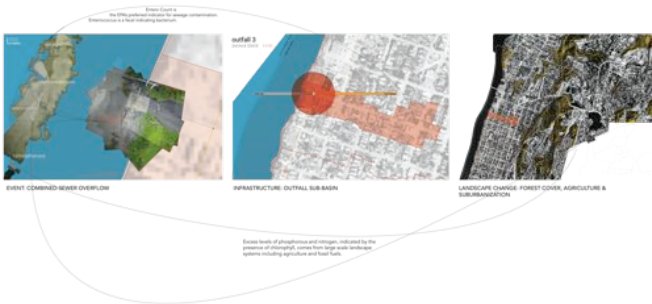 Entero Count is
the EPA's preferred indicator for sewage contamination.
Enterococcus is a fecal indicating bacterium.
outfall 3
EVENT: COMBINED-SEWER OVERFLOW
INFRASTRUCTURE: OUTFALL SUB-BASIN
LANDSCAPE CHANGE: FOREST COVER, AGRICULTURE &
SUBURBANIZATION
Excess levels of phosphorous and nitrogen, indicated by the
presence of chlorophyll, comes from large scale landscape
systems including agriculture and fossil fuels.